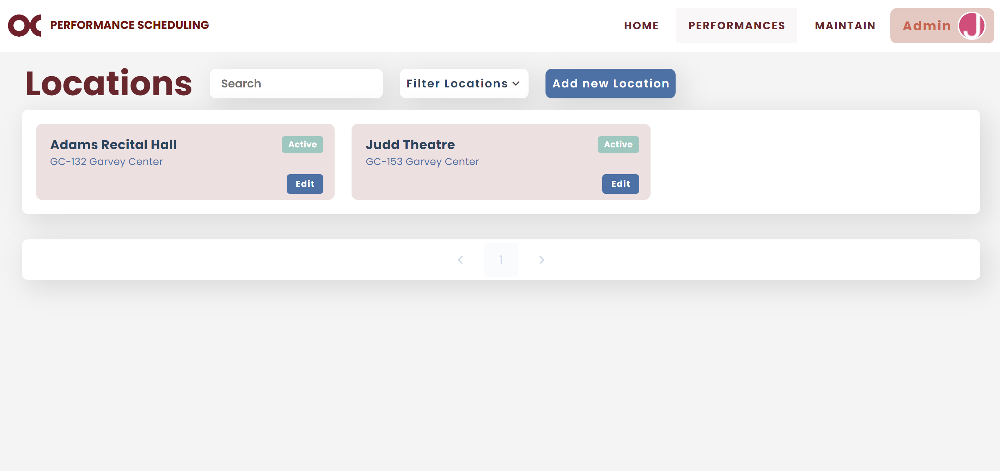 OC PERFORMANCE SCHEDULING HOME PERFORMANCES MAINTAIN Admin J
Locations Search Filter Locations Add new Location
Adams Recital Hall Active
GC-132 Garvey Center
Edit
Judd Theatre Active
GC-153 Garvey Center
Edit
1